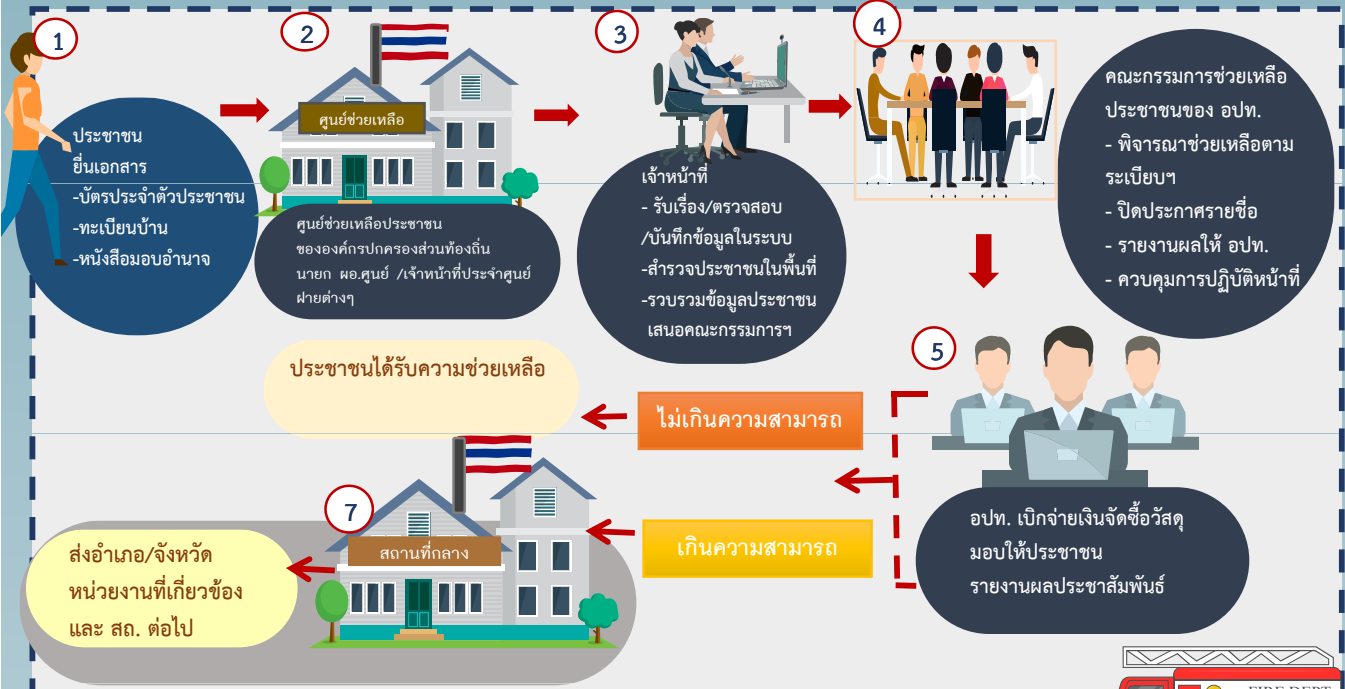 1
ประชาชน
ยื่นเอกสาร
-บัตรประจำตัวประชาชน
-ทะเบียนบ้าน
-หนังสือมอบอำนาจ
2
ศูนย์ช่วยเหลือ
ศูนย์ช่วยเหลือประชาชน
ขององค์กรปกครองส่วนท้องถิ่น
นายก ผอ.ศูนย์ /เจ้าหน้าที่ประจำศูนย์
ฝ่ายต่างๆ
3
เจ้าหน้าที่
- รับเรื่อง/ตรวจสอบ
/บันทึกข้อมูลในระบบ
-สำรวจประชาชนในพื้นที่
-รวบรวมข้อมูลประชาชน
เสนอคณะกรรมการฯ
4
คณะกรรมการช่วยเหลือ
ประชาชนของ อปท.
- พิจารณาช่วยเหลือตาม
ระเบียบฯ
- ปิดประกาศรายชื่อ
- รายงานผลให้ อปท.
- ควบคุมการปฏิบัติหน้าที่
5
อปท. เบิกจ่ายเงินจัดซื้อวัสดุ
มอบให้ประชาชน
รายงานผลประชาสัมพันธ์
ไม่เกินความสามารถ
ประชาชนได้รับความช่วยเหลือ
เกินความสามารถ
7
สถานที่กลาง
ส่งอำเภอ/จังหวัด
หน่วยงานที่เกี่ยวข้อง
และ สถ. ต่อไป
FIRE DEPT